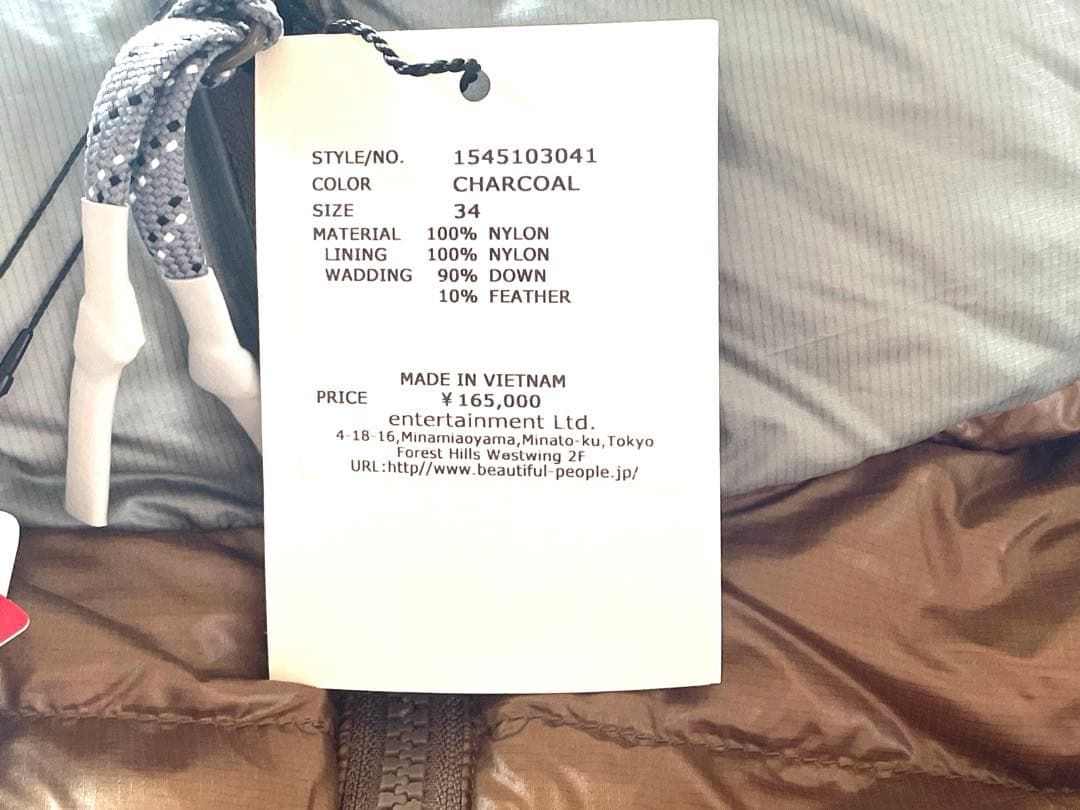 STYLE/NO. 1545103041
COLOR CHARCOAL
SIZE 34
MATERIAL 100% NYLON
LINING 100% NYLON
WADDING 90% DOWN
10% FEATHER
MADE IN VIETNAM
PRICE ¥165,000
entertainment Ltd.
4-18-16,Minamiaoyama,Minato-ku,Tokyo
Forest Hills Westwing 2F
URL:http//www.beautiful-people.jp/